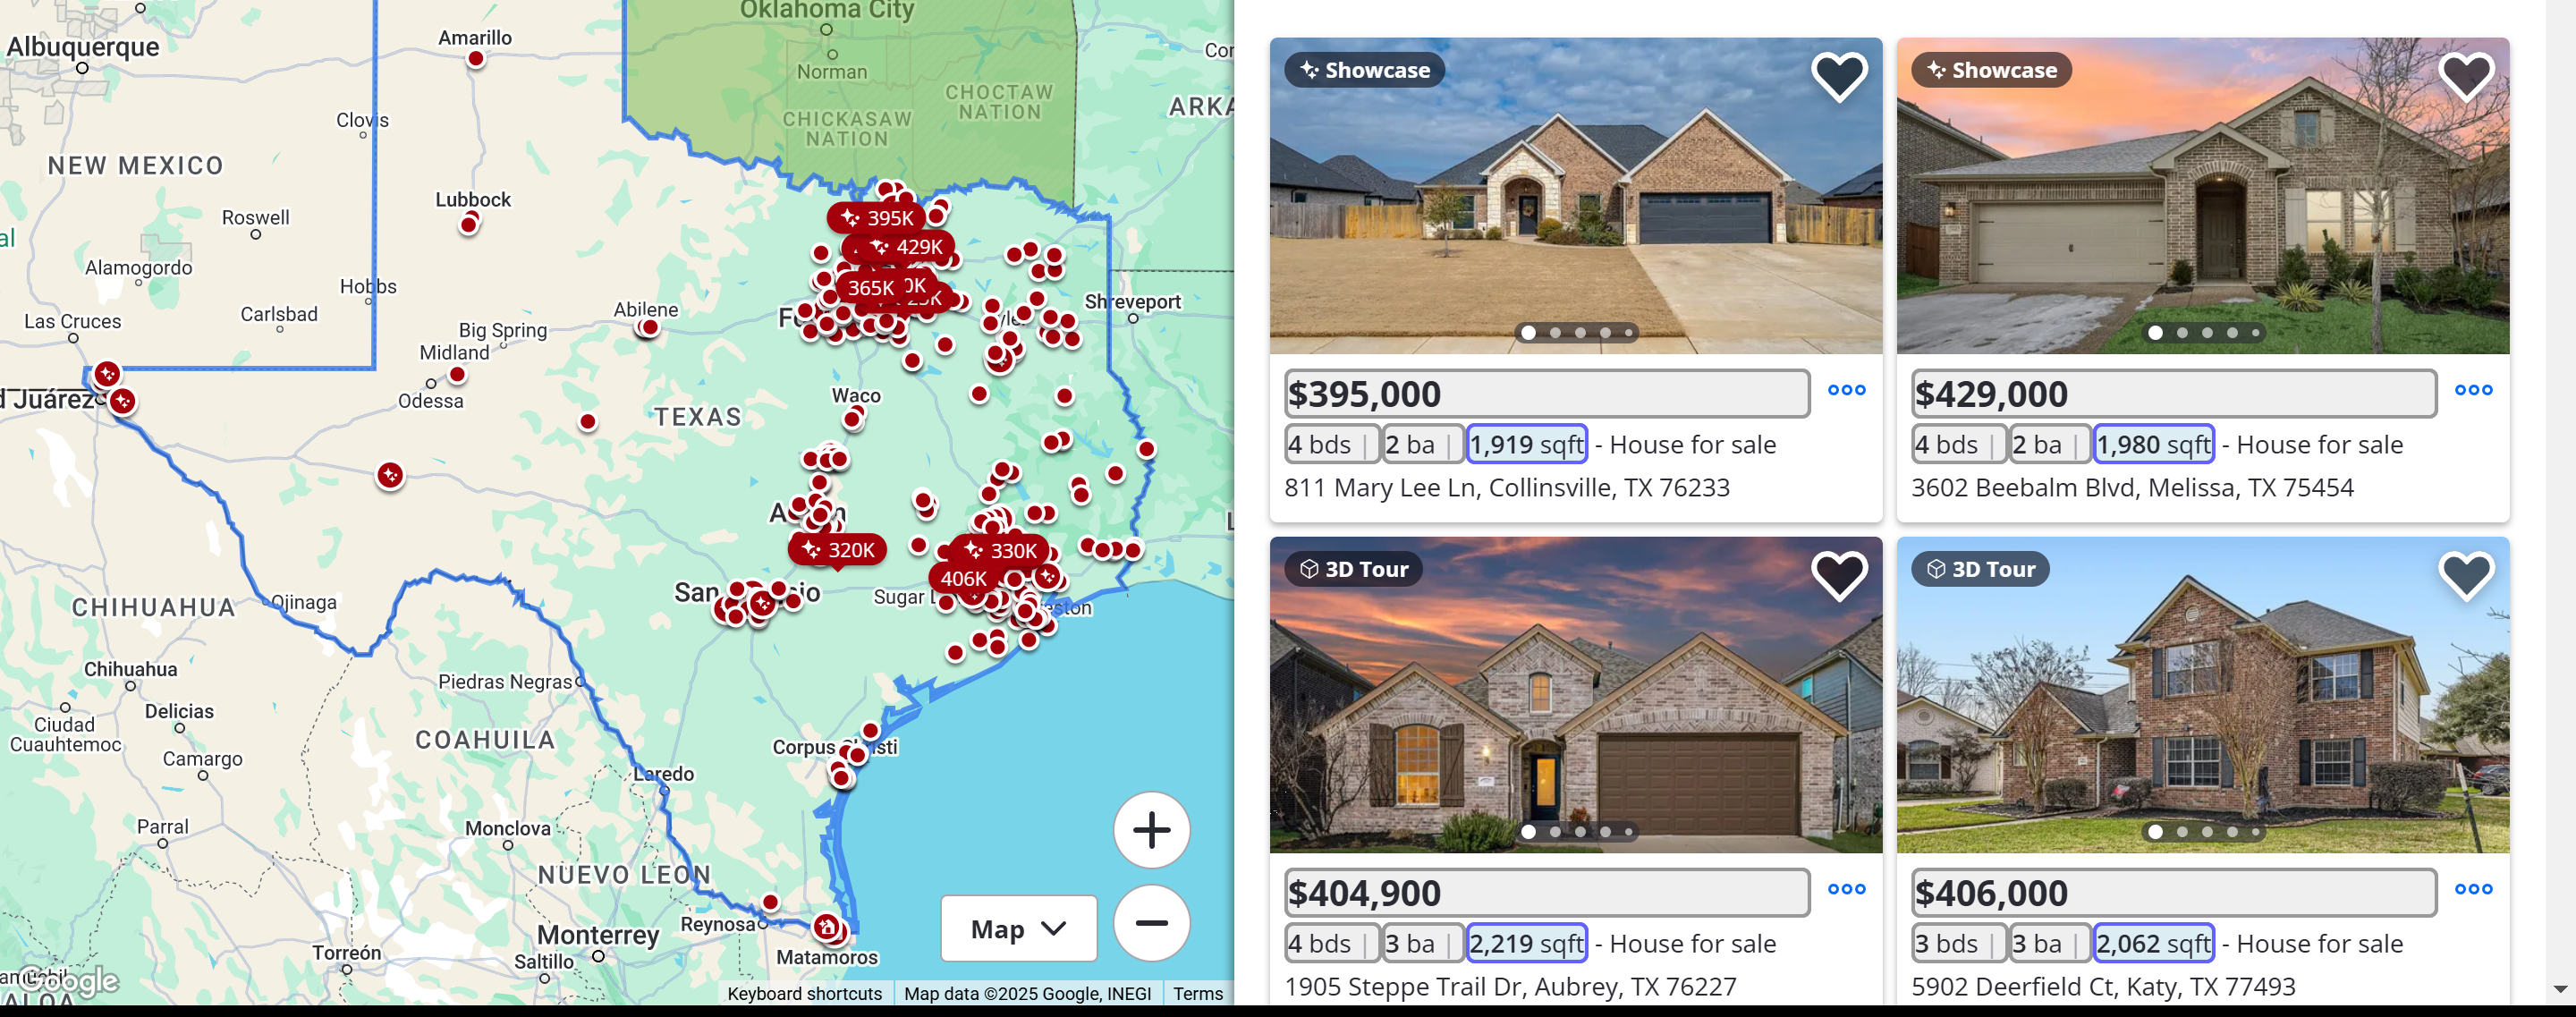 Oklahoma City
Albuquerque
Amarillo
Norman
CHOCTAW
NATION
CHICKASAW
NATION
Clovis
NEW MEXICO
Lubbock
Roswell
395K
429K
Alamogordo
Hobbs
365K
Carlsbad
Abilene
Shreveport
Las Cruces
Big Spring
Midland
Odessa
Waco
TEXAS
320K
330K
406K
CHIHUAHUA
Ojinaga
Chihuahua
Piedras Negras
Delicias
Ciudad
Cuauhtemoc
COAHUILA
Camargo
Laredo
Parral
Monclova
NUEVO LEON
Reynosa
Monterrey
Map
Torreón
Saltillo
Matamoros
Google
Keyboard shortcuts
Map data ©2025 Google, INEGI
Terms
Showcase
$395,000
4 bds | 2 ba | 1,919 sqft - House for sale
811 Mary Lee Ln, Collinsville, TX 76233
Showcase
$429,000
4 bds | 2 ba | 1,980 sqft - House for sale
3602 Beebalm Blvd, Melissa, TX 75454
3D Tour
$404,900
4 bds | 3 ba | 2,219 sqft - House for sale
1905 Steppe Trail Dr, Aubrey, TX 76227
3D Tour
$406,000
3 bds | 3 ba | 2,062 sqft - House for sale
5902 Deerfield Ct, Katy, TX 77493